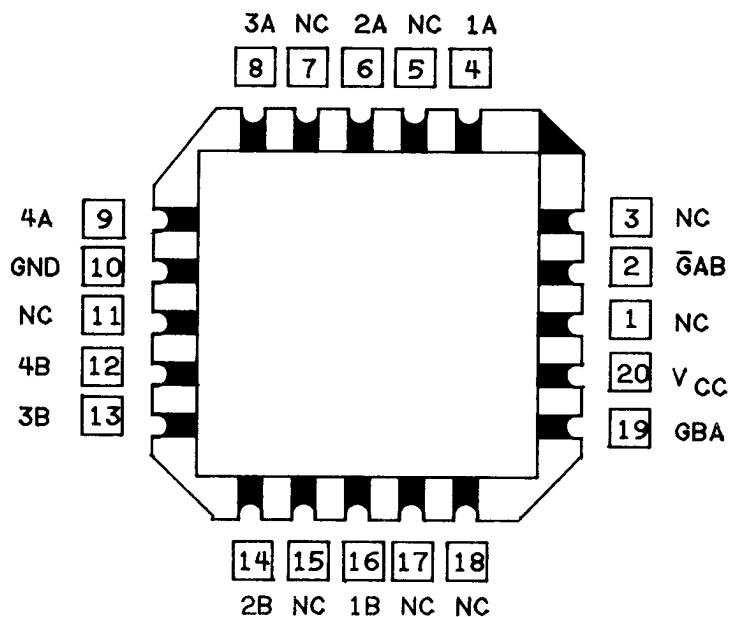 3A NC 2A NC 1A
8 7 6 5 4
4A 9
GND 10
NC 11
4B 12
3B 13
3 NC
2 G̅AB
1 NC
20 VCC
19 GBA
14 15 16 17 18
2B NC 1B NC NC